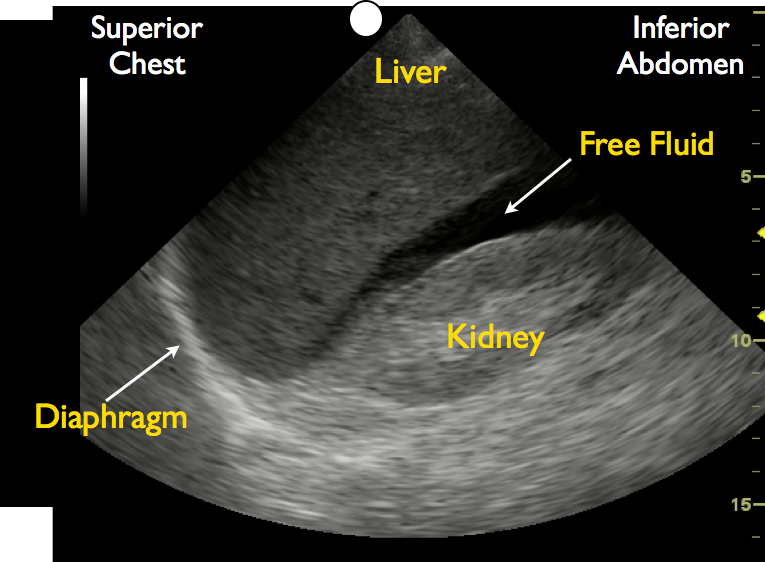 Superior
Chest
Inferior
Abdomen
Liver
Free Fluid
5
Kidney
10
Diaphragm
15